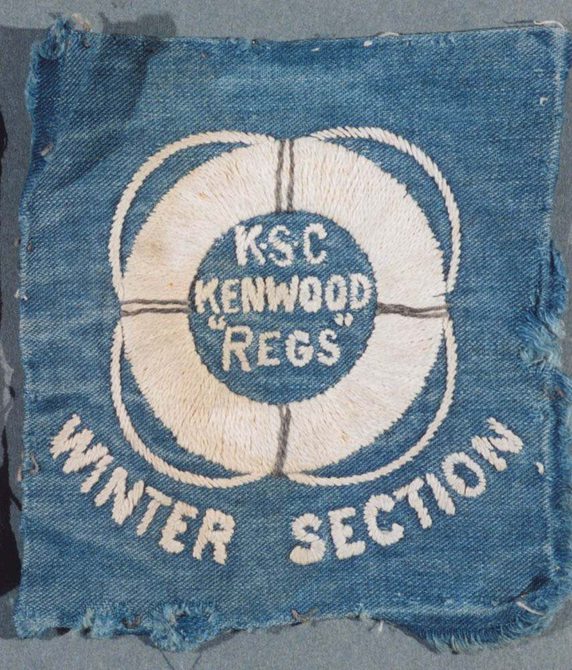 K·S·C
KENWOOD
"REGS"
WINTER SECTION